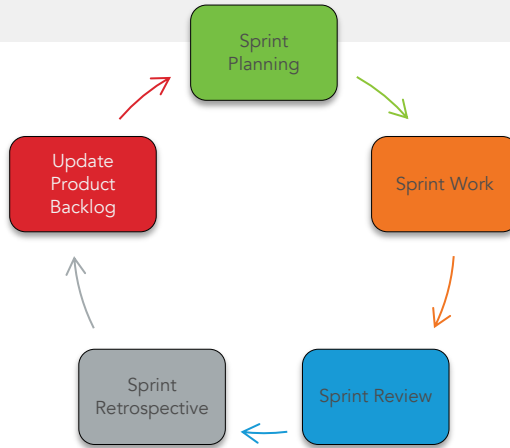 Sprint
Planning
Sprint Work
Sprint Review
Sprint
Retrospective
Update
Product
Backlog